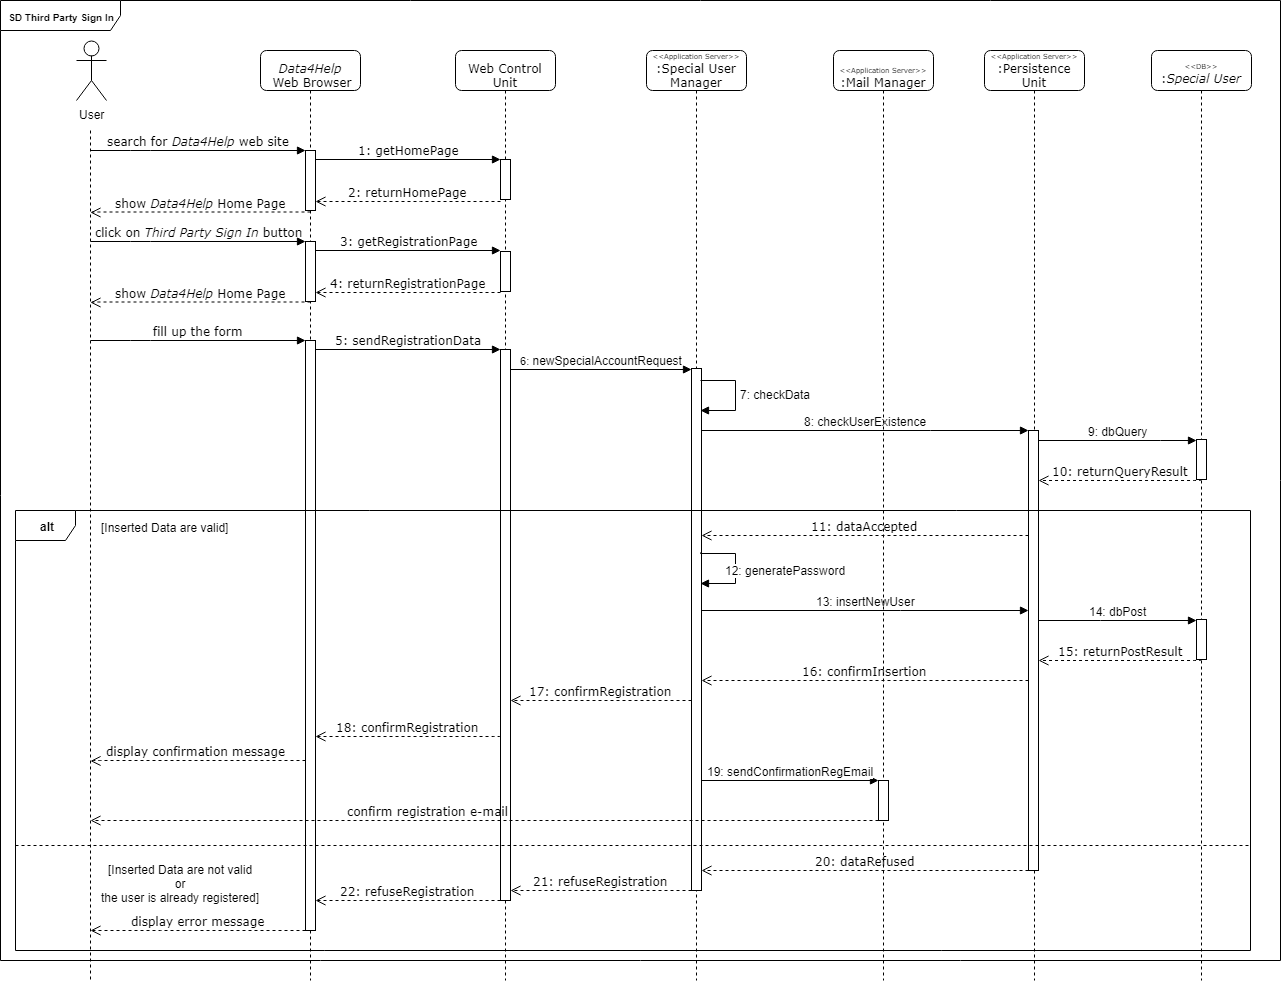 SD Third Party Sign In
User
Data4Help
Web Browser
Web Control
Unit
<<Application Server>>
:Special User
Manager
<<Application Server>>
:Mail Manager
<<Application Server>>
:Persistence
Unit
<<DB>>
:Special User
search for Data4Help web site
1: getHomePage
2: returnHomePage
show Data4Help Home Page
click on Third Party Sign In button
3: getRegistrationPage
4: returnRegistrationPage
show Data4Help Home Page
fill up the form
5: sendRegistrationData
6: newSpecialAccountRequest
7: checkData
8: checkUserExistence
9: dbQuery
10: returnQueryResult
alt
[Inserted Data are valid]
11: dataAccepted
12: generatePassword
13: insertNewUser
14: dbPost
15: returnPostResult
16: confirmInsertion
17: confirmRegistration
18: confirmRegistration
display confirmation message
19: sendConfirmationRegEmail
confirm registration e-mail
[Inserted Data are not valid
or
the user is already registered]
20: dataRefused
21: refuseRegistration
22: refuseRegistration
display error message